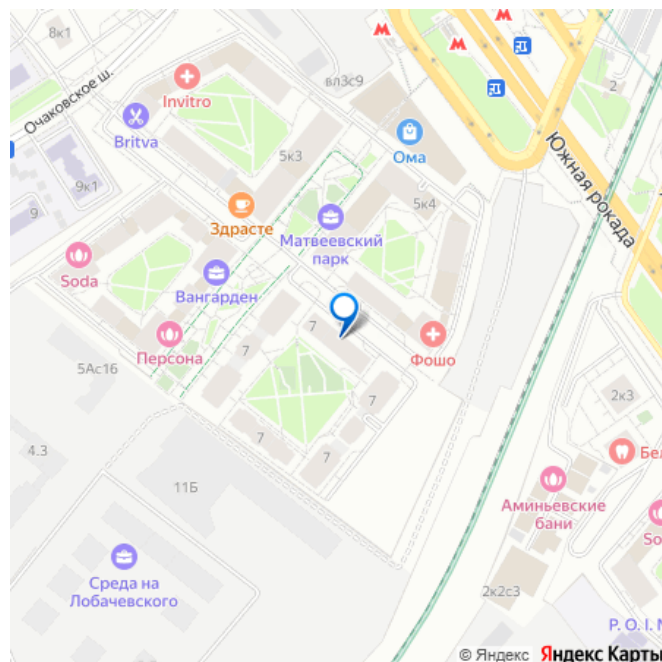 8к1
Очаковское ш.
Invitro
вл3с9
2
Britva
5к3
Ома
Южная рокада
9к1
9
5к4
Здрасте
Матвеевский
парк
Soda
Вангарден
7
7
Персона
Фошо
5Ас16
7
2к3
4.3
7
7
Бел
11Б
Аминьевские
бани
So
Среда на
Лобачевского
2к2с3
P. O. I. N
© Яндекс Яндекс Карты